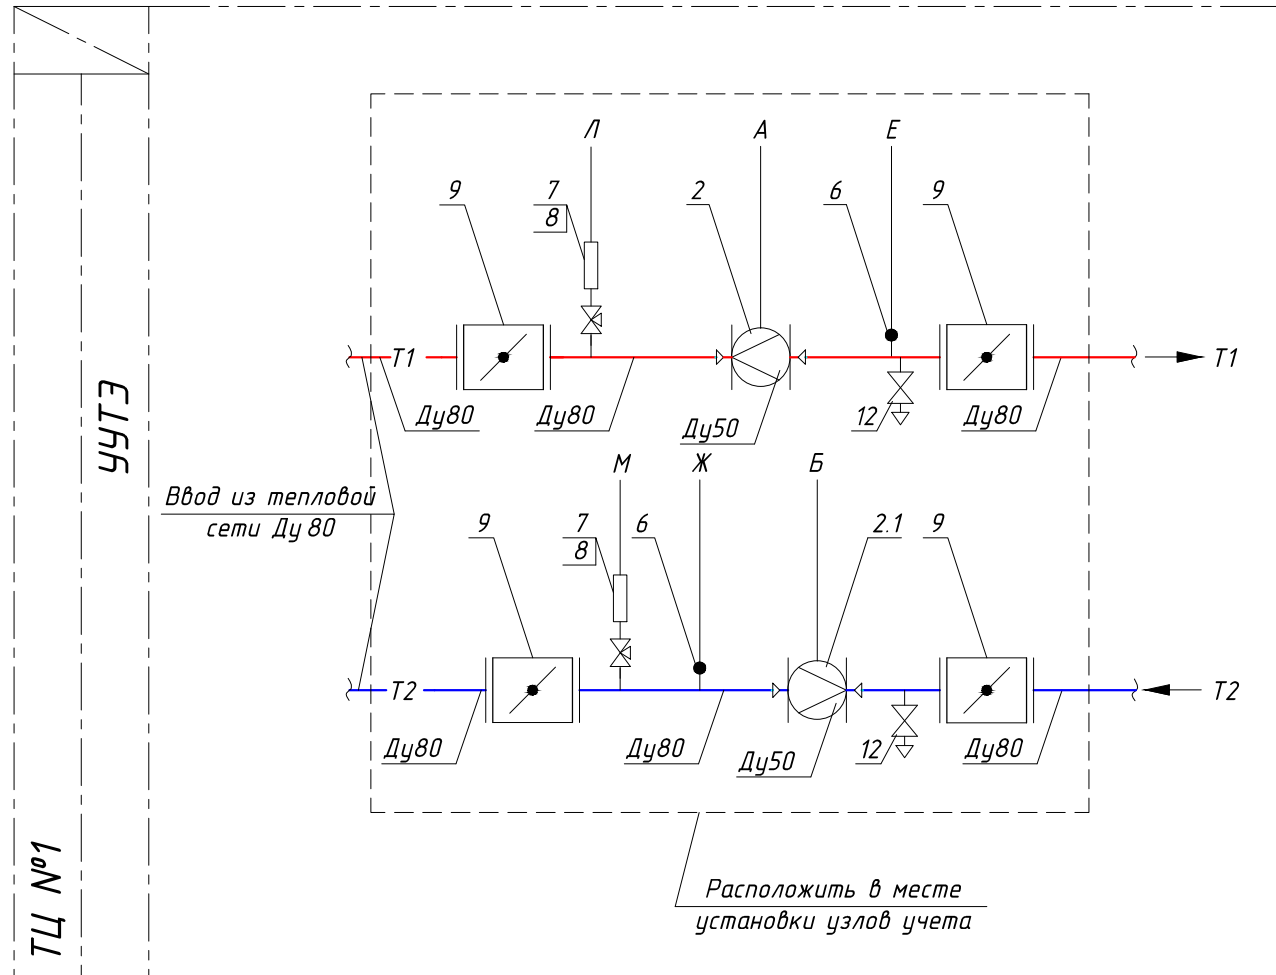 Л
А
Е
9
7
8
2
6
9
Т1
Т1
Ду80
Ду80
Ду50
12
Ду80
УУТЭ
Ввод из тепловой
сети Ду 80
М
Ж
Б
9
7
8
6
2.1
9
Т2
Т2
Ду80
Ду80
Ду50
12
Ду80
ТЦ №1
Расположить в месте
установки узлов учета